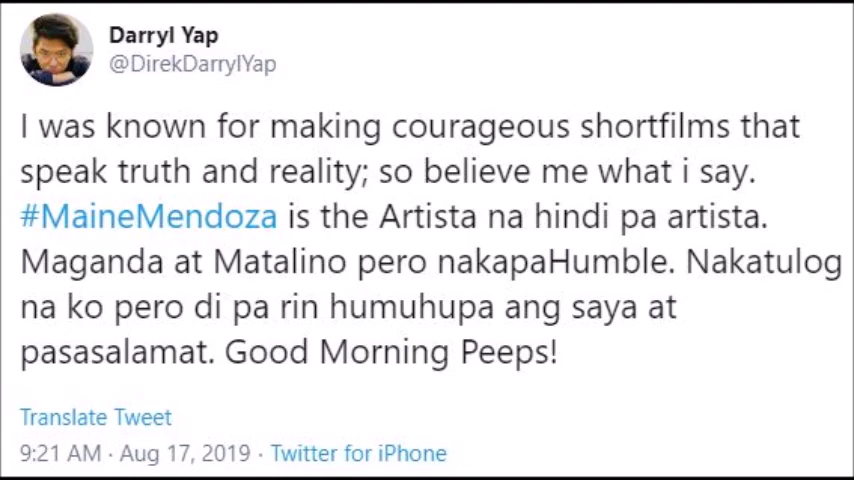 Darryl Yap
@DirekDarrylYap
I was known for making courageous shortfilms that
speak truth and reality; so believe me what i say.
#MaineMendoza is the Artista na hindi pa artista.
Maganda at Matalino pero nakapaHumble. Nakatulog
na ko pero di pa rin humuhupa ang saya at
pasasalamat. Good Morning Peeps!
Translate Tweet
9:21 AM · Aug 17, 2019 · Twitter for iPhone